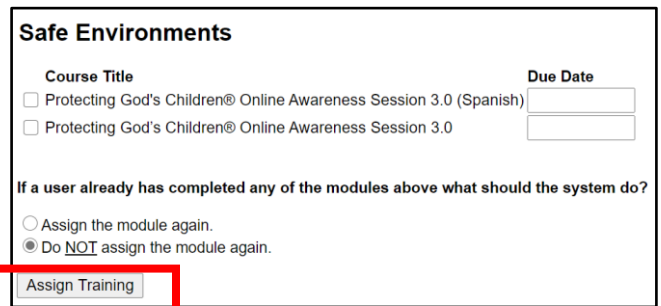 Safe Environments
Course Title Due Date
Protecting God's Children® Online Awareness Session 3.0 (Spanish)
Protecting God's Children® Online Awareness Session 3.0
If a user already has completed any of the modules above what should the system do?
Assign the module again.
Do NOT assign the module again.
Assign Training